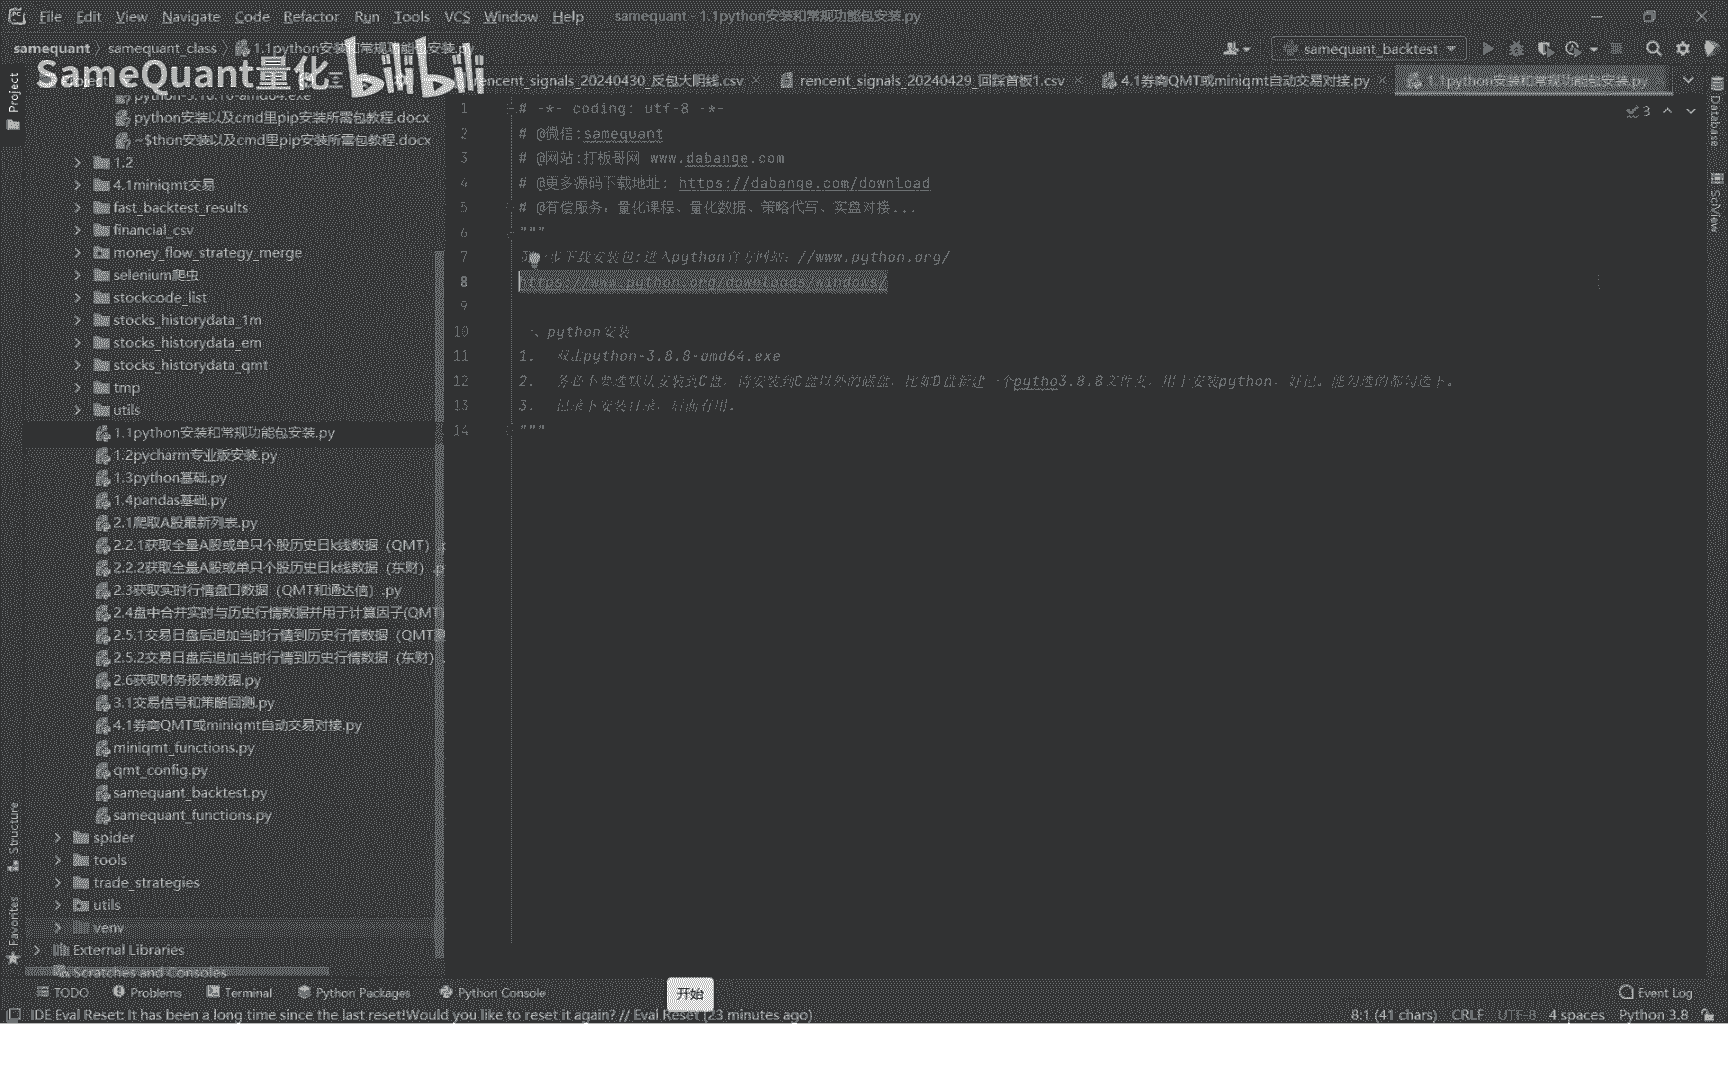 File Edit View Navigate Code Refactor Run Tools VCS Window Help samequant - 1.1python安装和常规功能包安装.py
samequant samequant_class 1.1python安装和常规功能包安装.py samequant_backtest
SameQuant量化 bilibili
rencent_signals_20240430_反包大阴线.csv rencent_signals_20240429_回踩首板1.csv 4.1券商QMT或miniqmt自动交易对接.py 1.1python安装和常规功能包安装.py
Project
python-3.10.10-amd64.exe
python安装以及cmd里pip安装所需包教程.docx
~$thon安装以及cmd里pip安装所需包教程.docx
1.2
4.1miniqmt交易
fast_backtest_results
financial_csv
money_flow_strategy_merge
selenium爬虫
stockcode_list
stocks_historydata_1m
stocks_historydata_em
stocks_historydata_qmt
tmp
utils
1.1python安装和常规功能包安装.py
1.2pycharm专业版安装.py
1.3python基础.py
1.4pandas基础.py
2.1爬取A股最新列表.py
2.2.1获取全量A股或单只个股历史日k线数据（QMT）.
2.2.2获取全量A股或单只个股历史日k线数据（东财）.p
2.3获取实时行情盘口数据（QMT和通达信）.py
2.4盘中合并实时与历史行情数据并用于计算因子(QMT)
2.5.1交易日盘后追加当时行情到历史行情数据（QMT
2.5.2交易日盘后追加当时行情到历史行情数据（东财）.
2.6获取财务报表数据.py
3.1交易信号和策略回测.py
4.1券商QMT或miniqmt自动交易对接.py
miniqmt_functions.py
qmt_config.py
samequant_backtest.py
samequant_functions.py
spider
tools
trade_strategies
utils
venv
External Libraries
Scratches and Consoles
Structure
Favorites
1 # -*- coding: utf-8 -*-
2 # @微信:samequant
3 # @网站:打板哥网 www.dabange.com
4 # @更多源码下载地址: https://dabange.com/download
5 # @有偿服务：量化课程、量化数据、策略代写、实盘对接...
6 """
7 步下载安装包:进入python官方网站：//www.python.org/
8 https://www.python.org/downloads/windows/
9
10 一、python安装
11 1. 双击python-3.8.8-amd64.exe
12 2. 务必不要选默认安装到C盘，请安装到C盘以外的磁盘，比如D盘新建一个pytho3.8.8文件夹，用于安装python，好记。能勾选的都勾选下。
13 3. 记录下安装目录，后面有用。
14 """
3
Database
SciView
TODO Problems Terminal Python Packages Python Console 开始 Event Log
IDE Eval Reset: It has been a long time since the last reset!Would you like to reset it again? // Eval Reset (23 minutes ago) 8:1 (41 chars) CRLF UTF-8 4 spaces Python 3.8